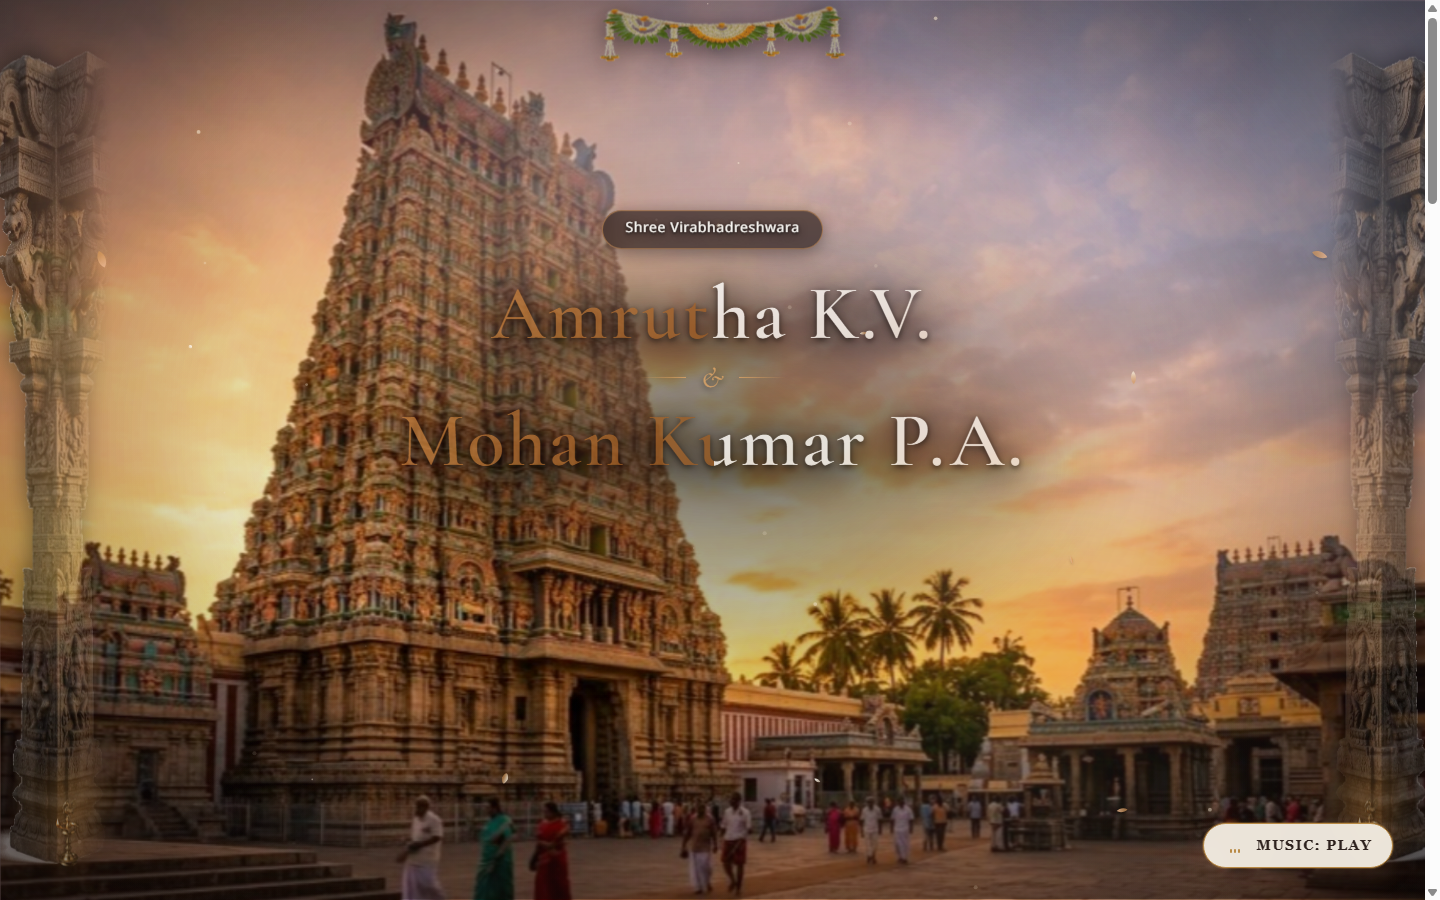 Shree Virabhadreshwara
Amrutha K.V.
&
Mohan Kumar P.A.
MUSIC: PLAY